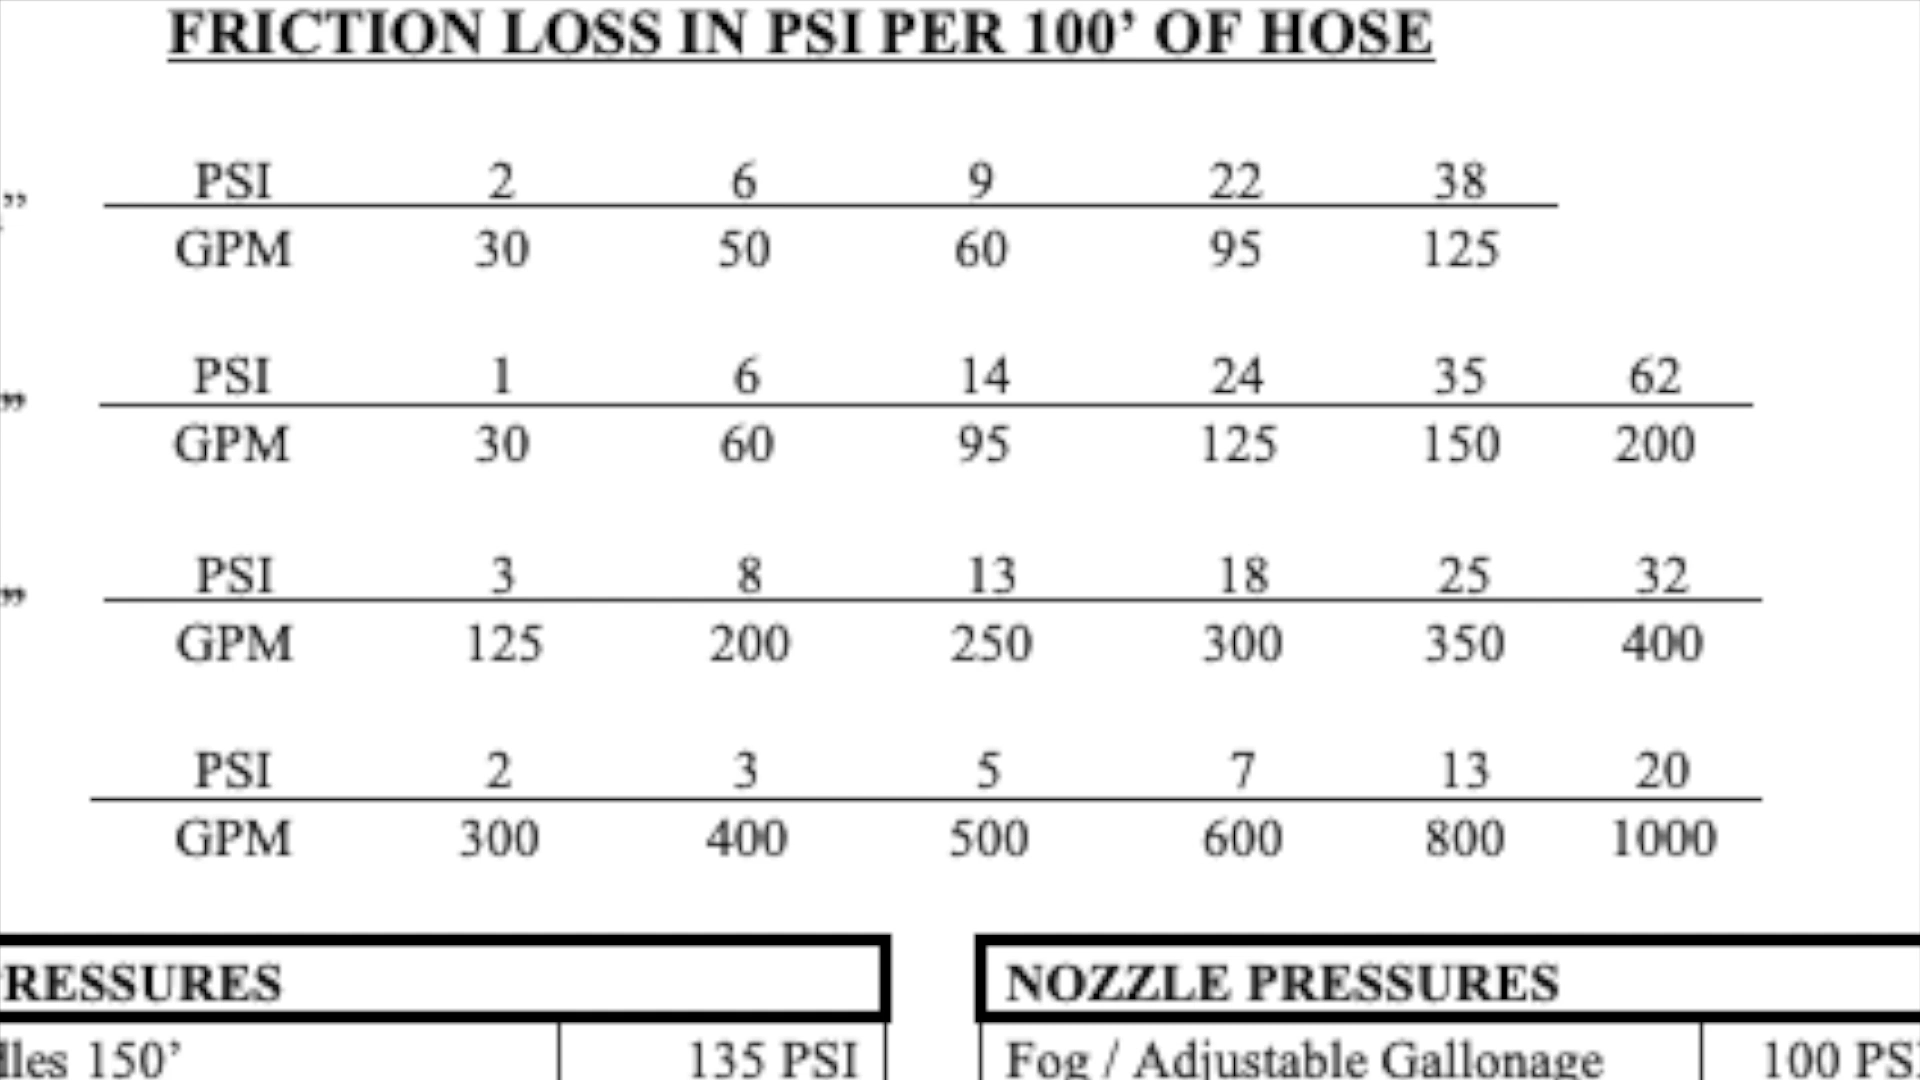 FRICTION LOSS IN PSI PER 100’ OF HOSE
PSI 2 6 9 22 38
”
GPM 30 50 60 95 125
PSI 1 6 14 24 35 62
”
GPM 30 60 95 125 150 200
PSI 3 8 13 18 25 32
”
GPM 125 200 250 300 350 400
PSI 2 3 5 7 13 20
GPM 300 400 500 600 800 1000
RESSURES NOZZLE PRESSURES
lles 150’ 135 PSI Fog / Adjustable Gallonage 100 PSI